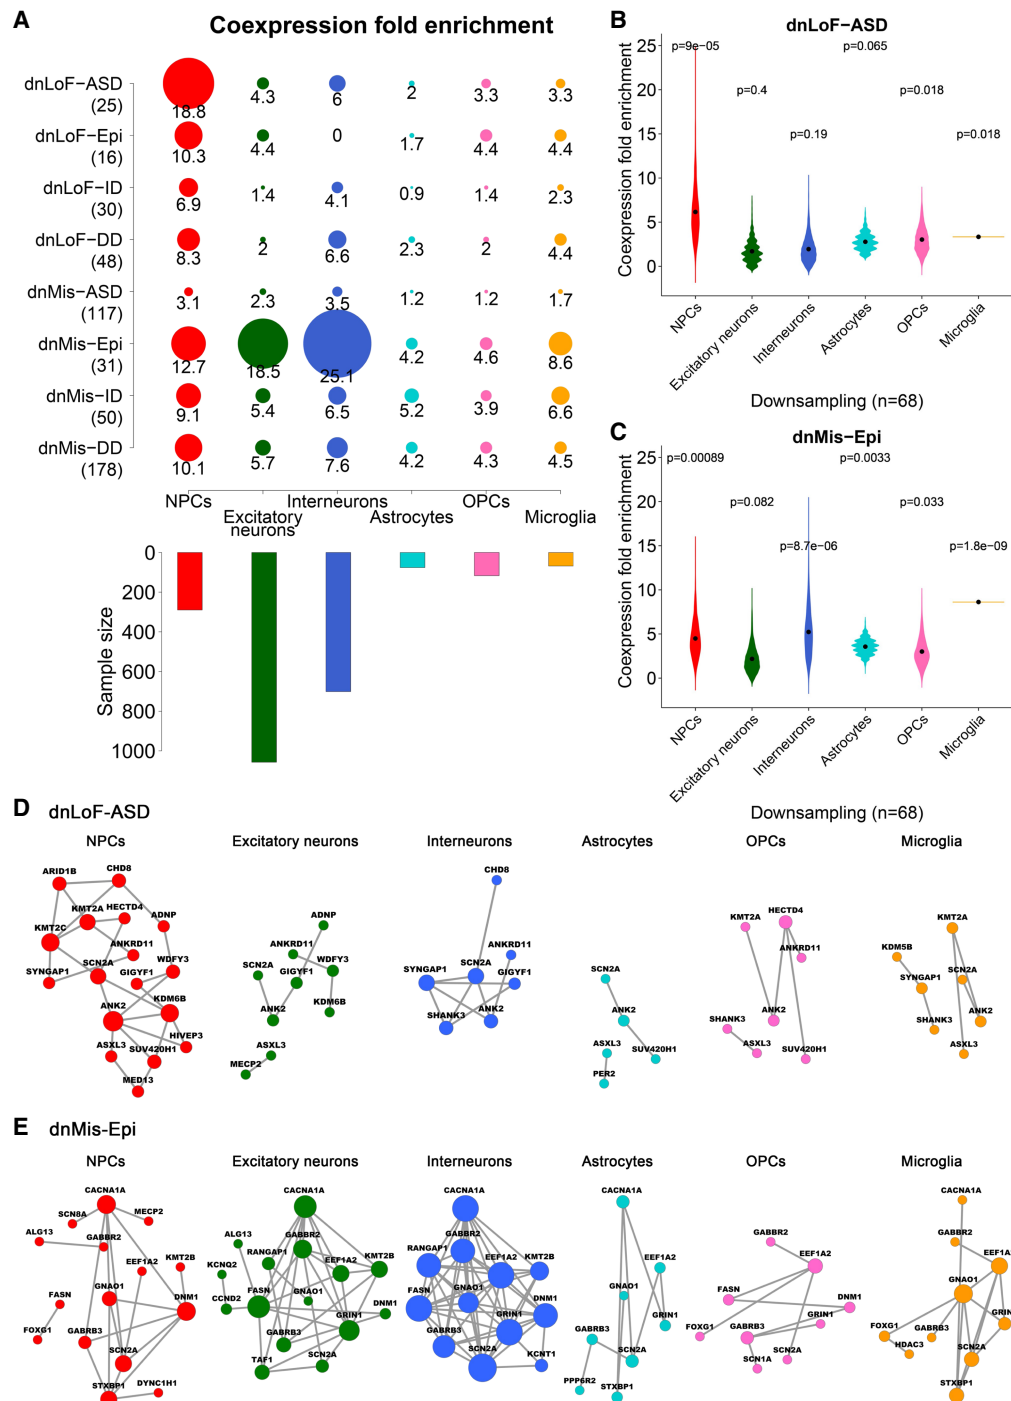 A
Coexpression fold enrichment
dnLoF−ASD
(25)
18.8
4.3
6
2
3.3
3.3
dnLoF−Epi
(16)
10.3
4.4
0
1.7
4.4
4.4
dnLoF−ID
(30)
6.9
1.4
4.1
0.9
1.4
2.3
dnLoF−DD
(48)
8.3
2
6.6
2.3
2
4.4
dnMis−ASD
(117)
3.1
2.3
3.5
1.2
1.2
1.7
dnMis−Epi
(31)
12.7
18.5
25.1
4.2
4.6
8.6
dnMis−ID
(50)
9.1
5.4
6.5
5.2
3.9
6.6
dnMis−DD
(178)
10.1
5.7
7.6
4.2
4.3
4.5
NPCs
Excitatory
neurons
Interneurons
Astrocytes
OPCs
Microglia
Sample size
0
200
400
600
800
1000
B
dnLoF−ASD
Coexpression fold enrichment
25
20
15
10
5
0
p=9e−05
p=0.4
p=0.19
p=0.065
p=0.018
p=0.018
NPCs
Excitatory neurons
Interneurons
Astrocytes
OPCs
Microglia
Downsampling (n=68)
C
dnMis−Epi
Coexpression fold enrichment
25
20
15
10
5
0
p=0.00089
p=0.082
p=8.7e−06
p=0.0033
p=0.033
p=1.8e−09
NPCs
Excitatory neurons
Interneurons
Astrocytes
OPCs
Microglia
Downsampling (n=68)
D
dnLoF-ASD
NPCs
ARID1B
CHD8
KMT2A
HECTD4
KMT2C
ADNP
ANKRD11
SCN2A
WDFY3
SYNGAP1
GIGYF1
ANK2
KDM6B
HIVEP3
ASXL3
SUV420H1
MED13
Excitatory neurons
ADNP
ANKRD11
WDFY3
SCN2A
GIGYF1
KDM6B
ANK2
ASXL3
MECP2
Interneurons
CHD8
ANKRD11
SCN2A
SYNGAP1
GIGYF1
SHANK3
ANK2
Astrocytes
SCN2A
ANK2
ASXL3
SUV420H1
PER2
OPCs
HECTD4
KMT2A
ANKRD11
ANK2
SHANK3
ASXL3
SUV420H1
Microglia
KMT2A
KDM5B
SCN2A
SYNGAP1
SHANK3
ANK2
ASXL3
E
dnMis-Epi
NPCs
CACNA1A
SCN8A
MECP2
ALG13
GABBR2
EEF1A2
KMT2B
GNAO1
DNM1
FASN
FOXG1
GABRB3
SCN2A
STXBP1
DYNC1H1
Excitatory neurons
CACNA1A
ALG13
GABBR2
RANGAP1
KMT2B
EEF1A2
KCNQ2
FASN
GNAO1
CCND2
DNM1
GRIN1
GABRB3
SCN2A
TAF1
Interneurons
CACNA1A
GABBR2
RANGAP1
EEF1A2
KMT2B
FASN
GNAO1
DNM1
GRIN1
GABRB3
SCN2A
KCNT1
Astrocytes
CACNA1A
EEF1A2
GNAO1
GRIN1
GABRB3
SCN2A
PPP6R2
STXBP1
OPCs
GABBR2
EEF1A2
FASN
DNM1
GRIN1
FOXG1
GABRB3
SCN2A
SCN1A
Microglia
CACNA1A
GABBR2
EEF1A
GNAO1
GRIN
FOXG1
GABRB3
HDAC3
SCN2A
STXBP1